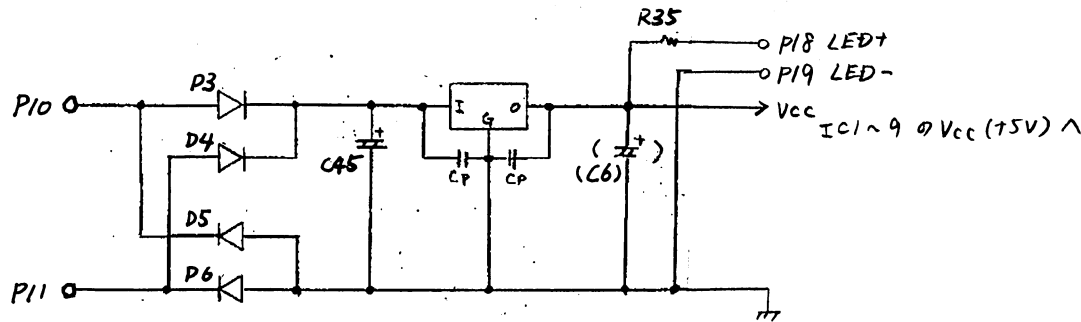 R35
P18 LED+
P19 LED-
D3
P10
I O
G
Vcc
IC1~9 の Vcc (+5V) へ
D4
+
C45
CP CP
( + )
(C6)
D5
D6
P11